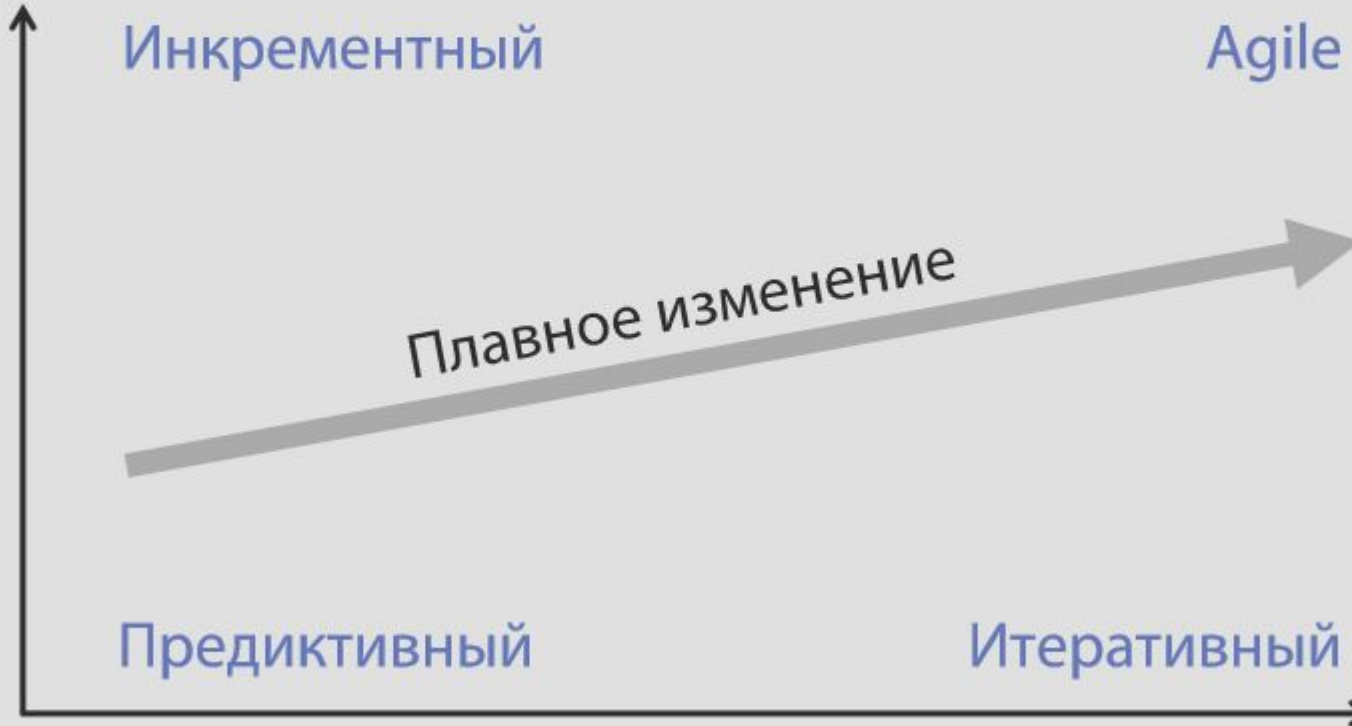 Инкрементный
Agile
Плавное изменение
Предиктивный
Итеративный